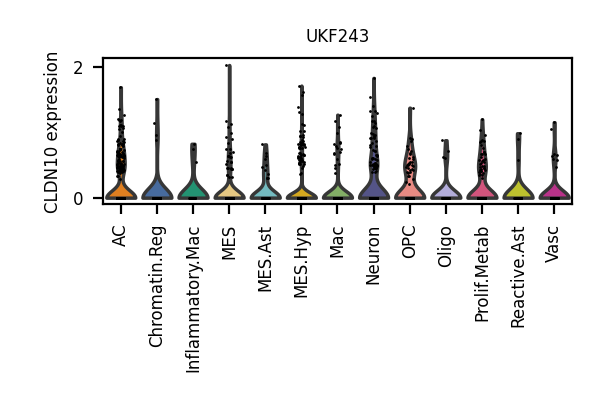 UKF243
CLDN10 expression
2
0
AC
Chromatin.Reg
Inflammatory.Mac
MES
MES.Ast
MES.Hyp
Mac
Neuron
OPC
Oligo
Prolif.Metab
Reactive.Ast
Vasc